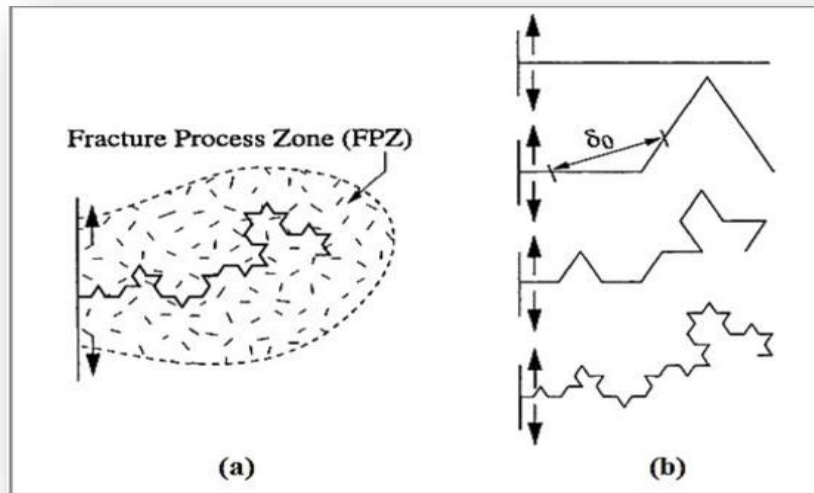 Fracture Process Zone (FPZ)
δ0
(a)
(b)